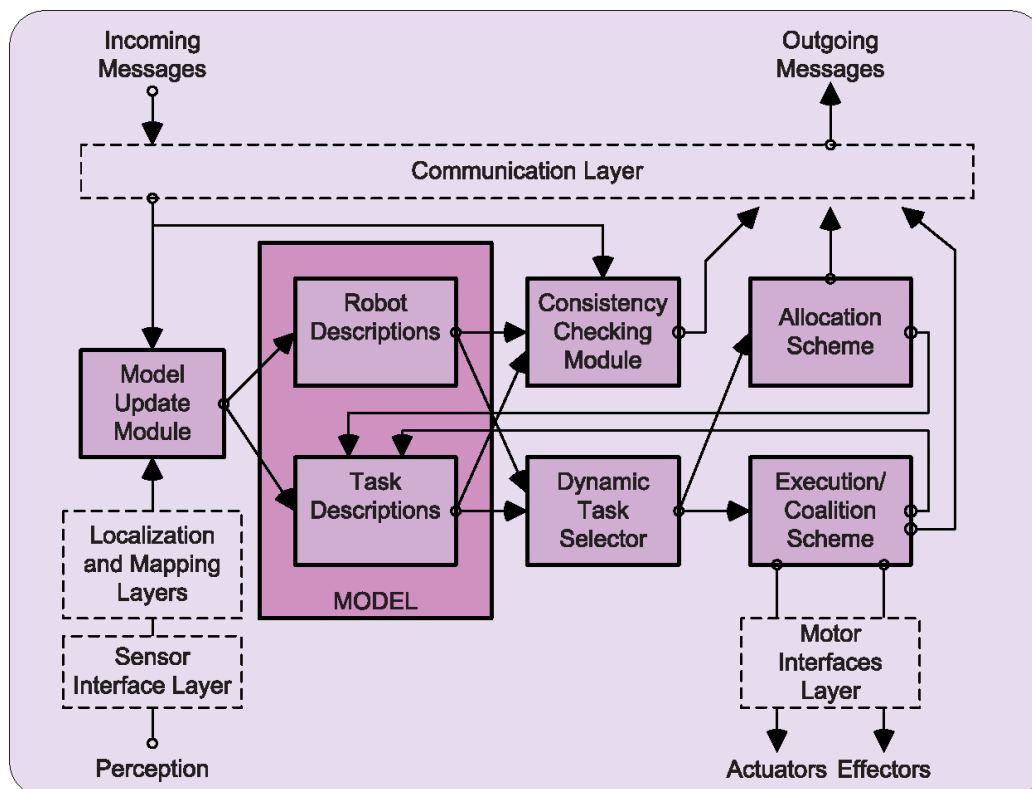 Incoming
Messages
Outgoing
Messages
Communication Layer
Robot
Descriptions
Consistency
Checking
Module
Allocation
Scheme
Model
Update
Module
Task
Descriptions
Dynamic
Task
Selector
Execution/
Coalition
Scheme
Localization
and Mapping
Layers
MODEL
Sensor
Interface Layer
Motor
Interfaces
Layer
Perception
Actuators Effectors